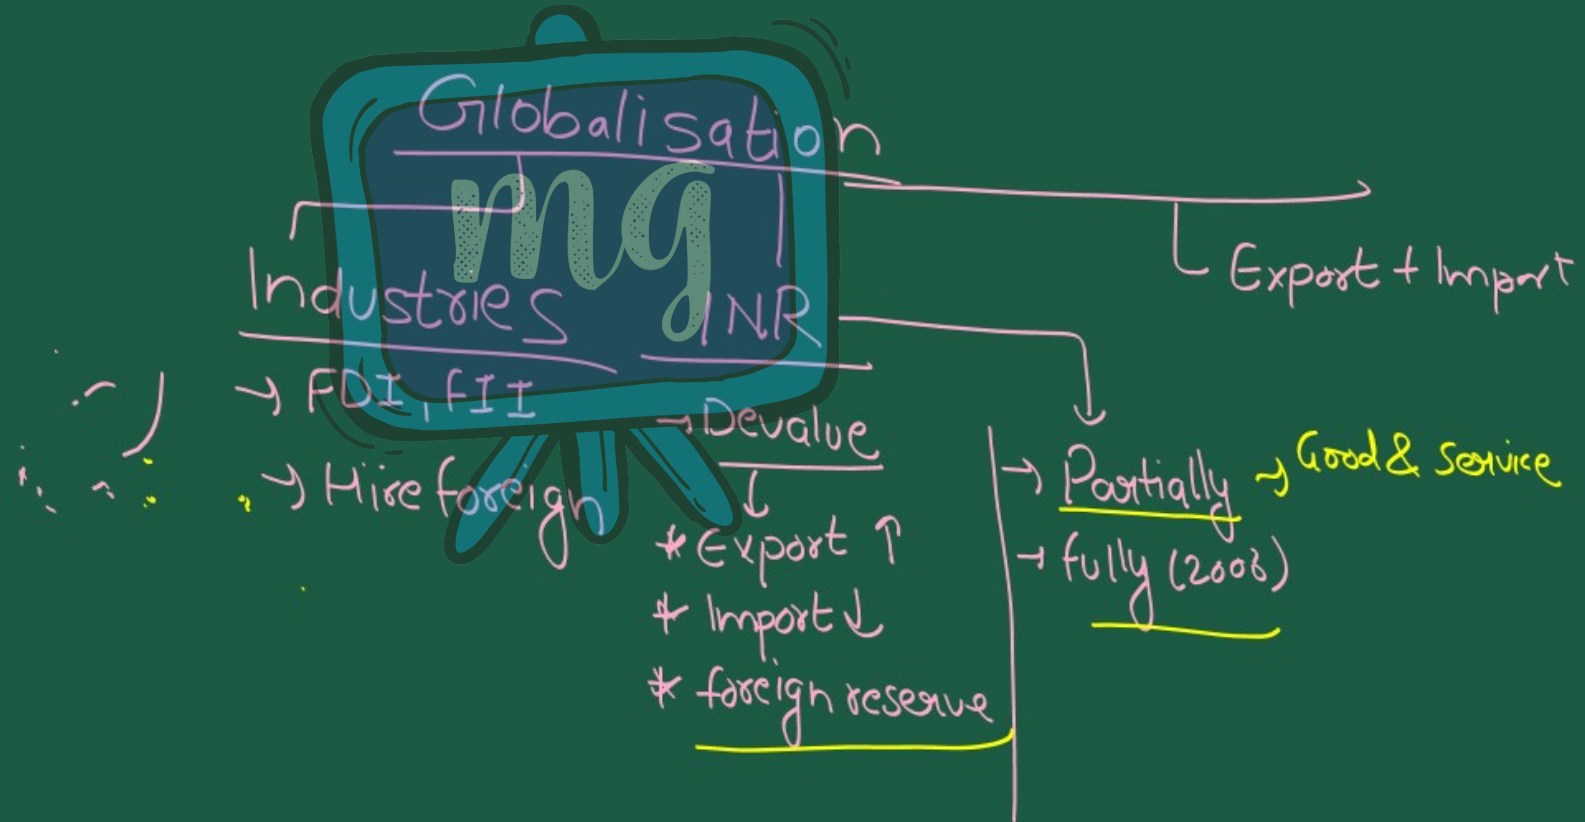 Globalisation
mg
Export + Import
Industries
INR
→ FDI, FII
→ Devalue
→ Hire foreign
→ Partially → Good & Service
* Export ↑
→ fully (2008)
* Import ↓
* foreign reserve